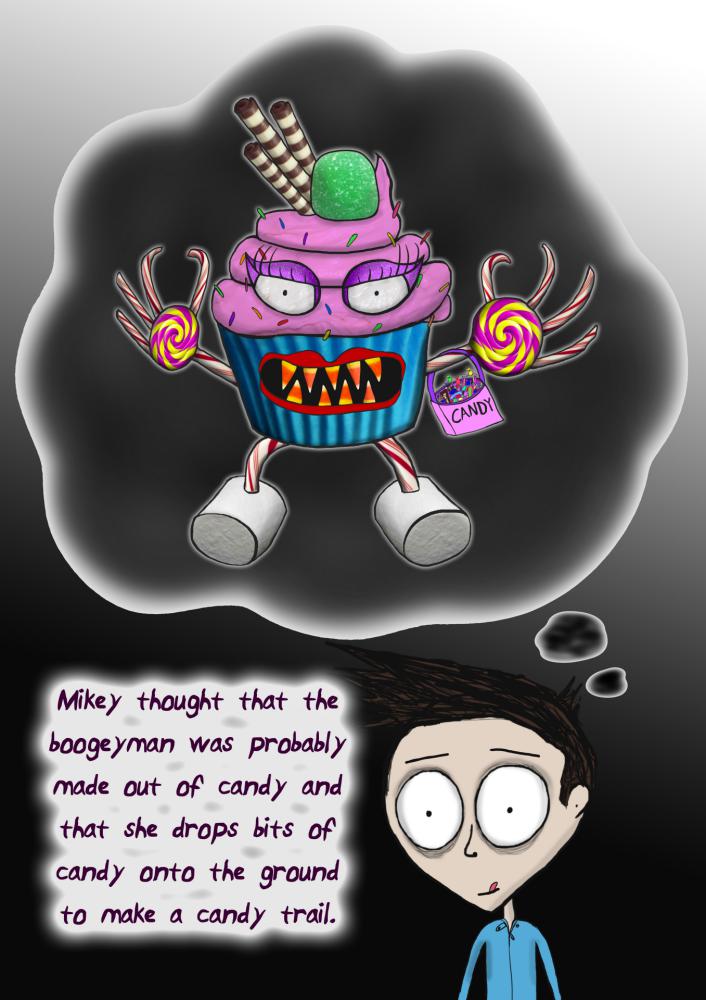 CANDY
Mikey thought that the
boogeyman was probably
made out of candy and
that she drops bits of
candy onto the ground
to make a candy trail.